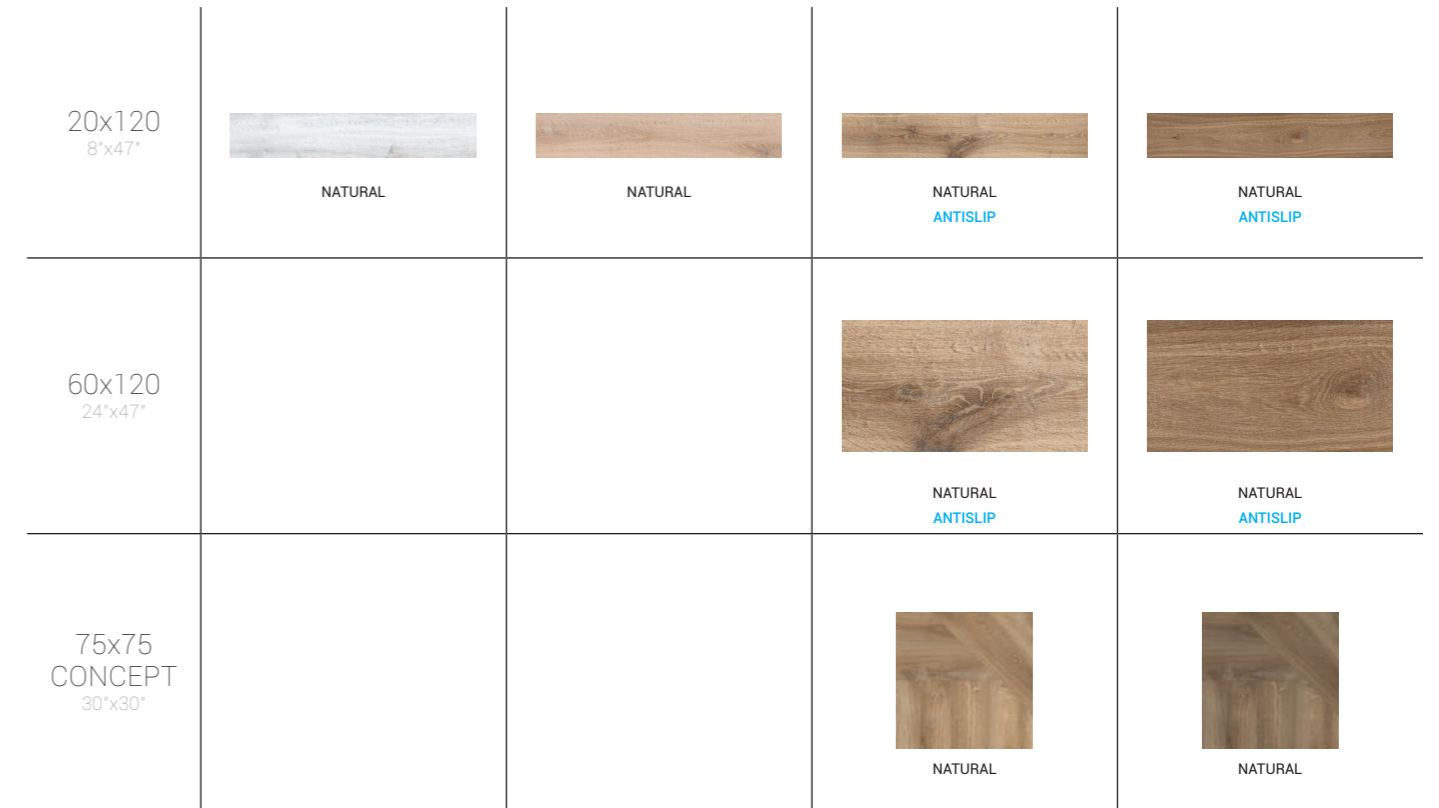 20x120
8"x47"
NATURAL
NATURAL
NATURAL
ANTISLIP
NATURAL
ANTISLIP
60x120
24"x47"
NATURAL
ANTISLIP
NATURAL
ANTISLIP
75x75
CONCEPT
30"x30"
NATURAL
NATURAL